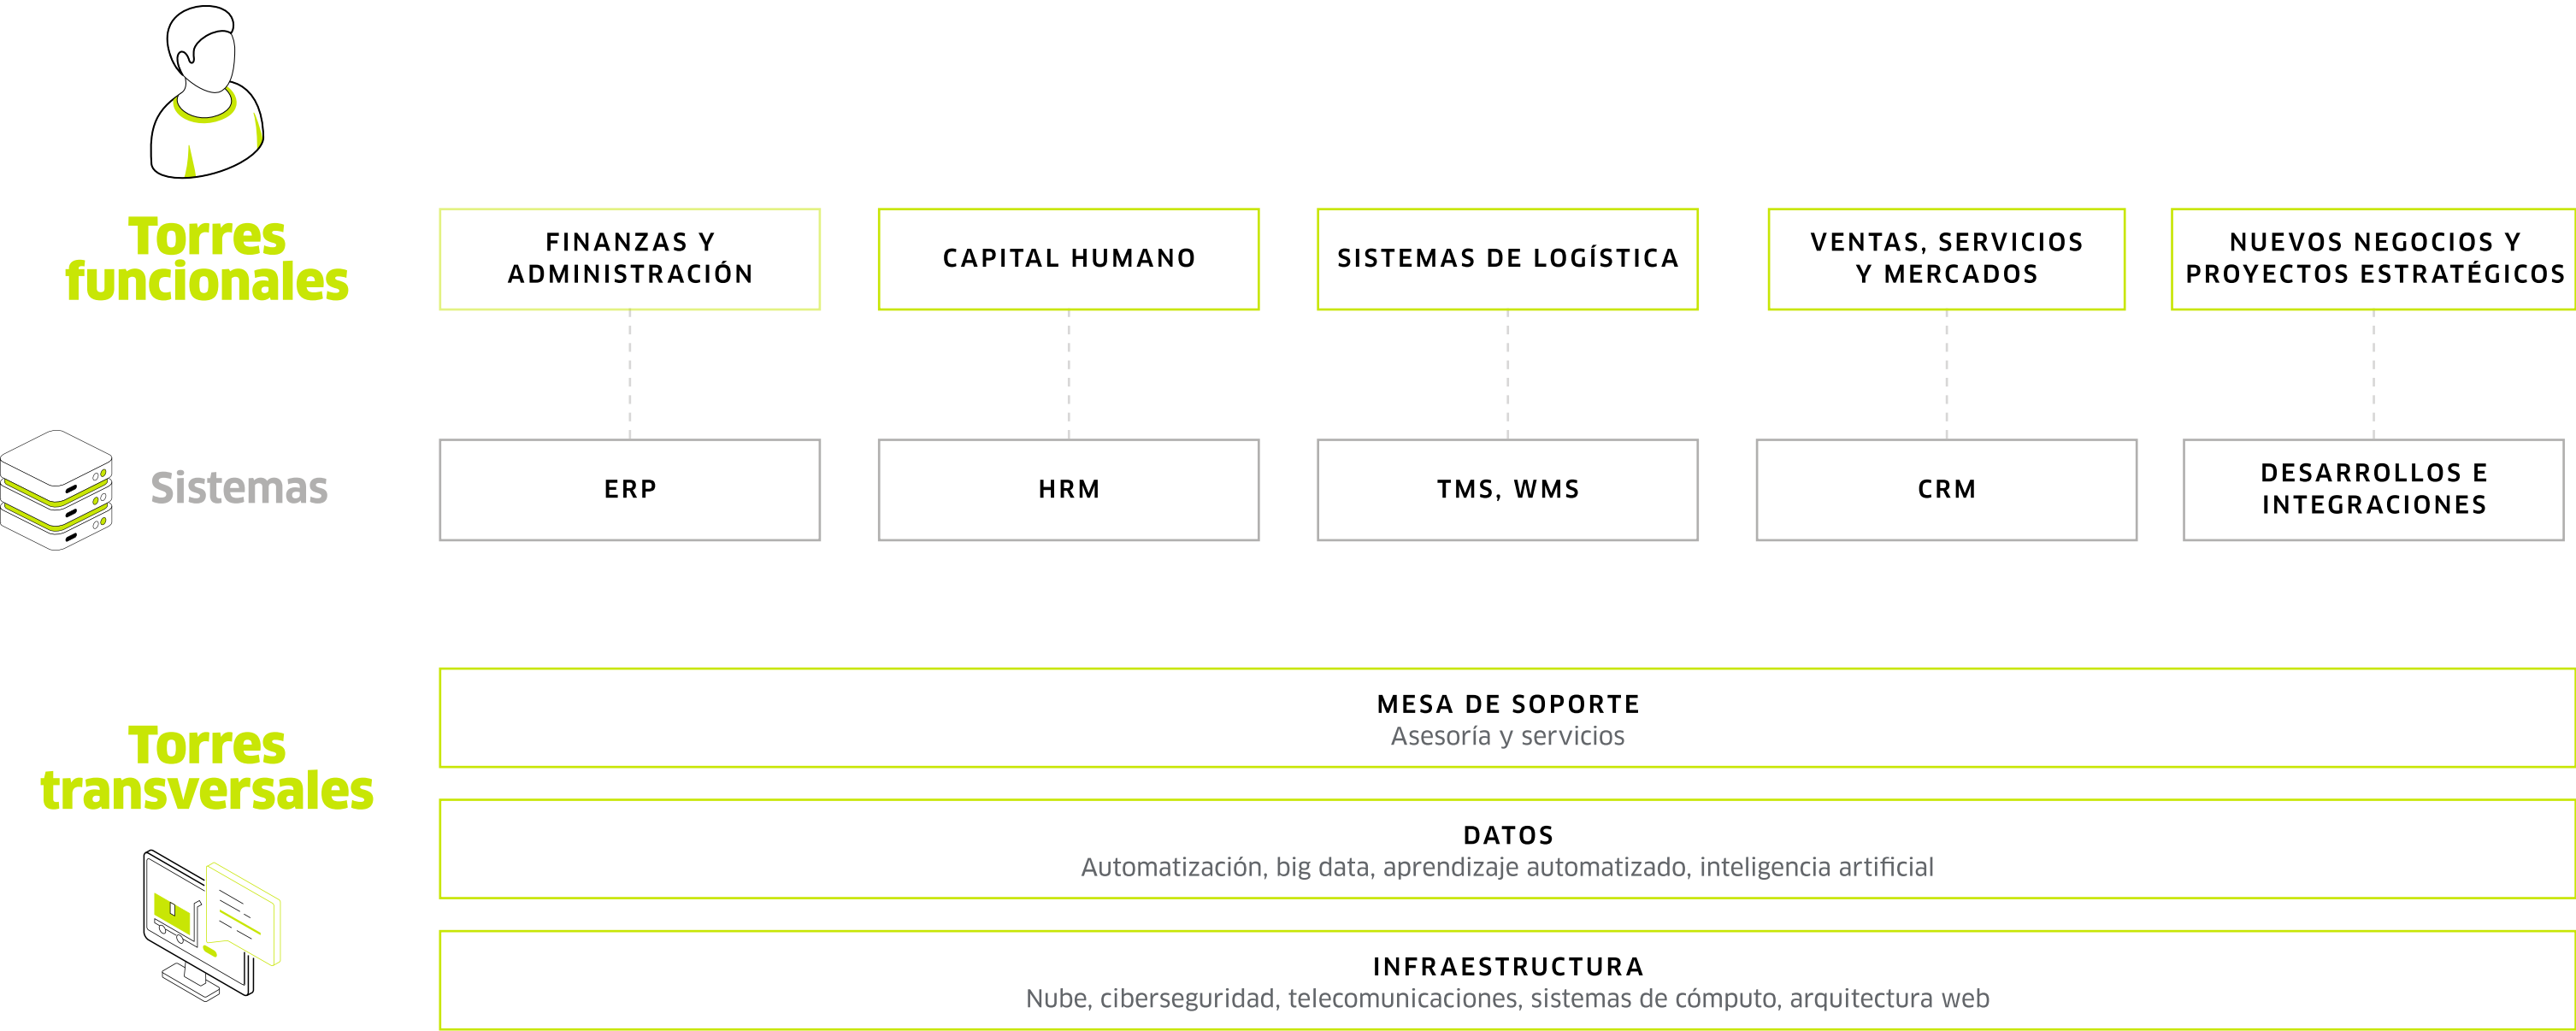 Torres
funcionales
FINANZAS Y
ADMINISTRACIÓN
CAPITAL HUMANO
SISTEMAS DE LOGÍSTICA
VENTAS, SERVICIOS
Y MERCADOS
NUEVOS NEGOCIOS Y
PROYECTOS ESTRATÉGICOS
Sistemas
ERP
HRM
TMS, WMS
CRM
DESARROLLOS E
INTEGRACIONES
Torres
transversales
MESA DE SOPORTE
Asesoría y servicios
DATOS
Automatización, big data, aprendizaje automatizado, inteligencia artificial
INFRAESTRUCTURA
Nube, ciberseguridad, telecomunicaciones, sistemas de cómputo, arquitectura web